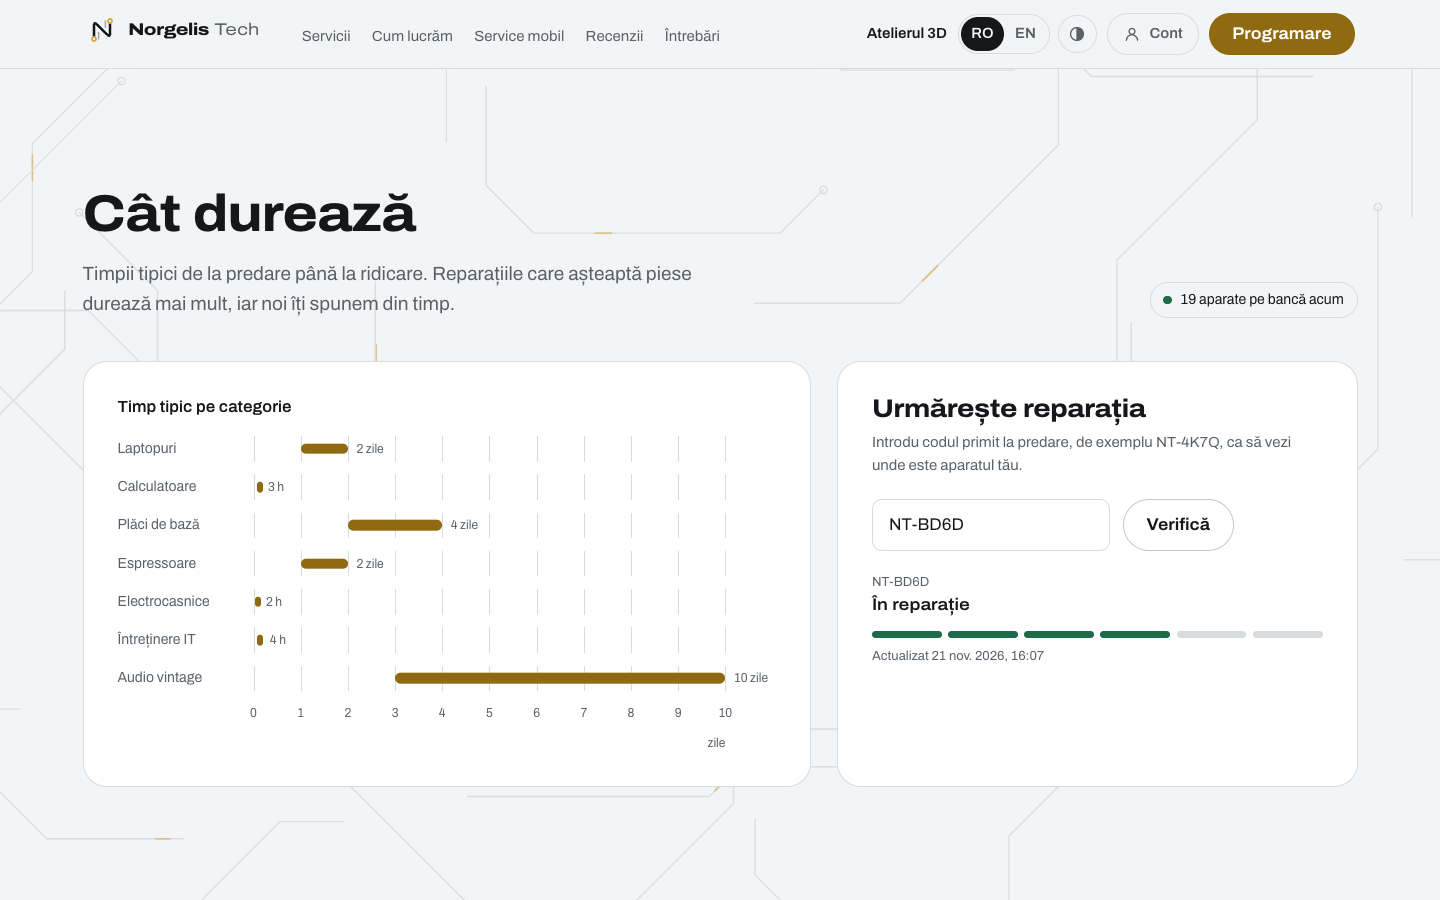 Norgelis Tech
Servicii
Cum lucrăm
Service mobil
Recenzii
Întrebări
Atelierul 3D
RO
EN
Cont
Programare
Cât durează
Timpii tipici de la predare până la ridicare. Reparațiile care așteaptă piese
durează mai mult, iar noi îți spunem din timp.
19 aparate pe bancă acum
Timp tipic pe categorie
Laptopuri
2 zile
Calculatoare
3 h
Plăci de bază
4 zile
Espressoare
2 zile
Electrocasnice
2 h
Întreținere IT
4 h
Audio vintage
10 zile
0 1 2 3 4 5 6 7 8 9 10
zile
Urmărește reparația
Introdu codul primit la predare, de exemplu NT-4K7Q, ca să vezi
unde este aparatul tău.
NT-BD6D
Verifică
NT-BD6D
În reparație
Actualizat 21 nov. 2026, 16:07